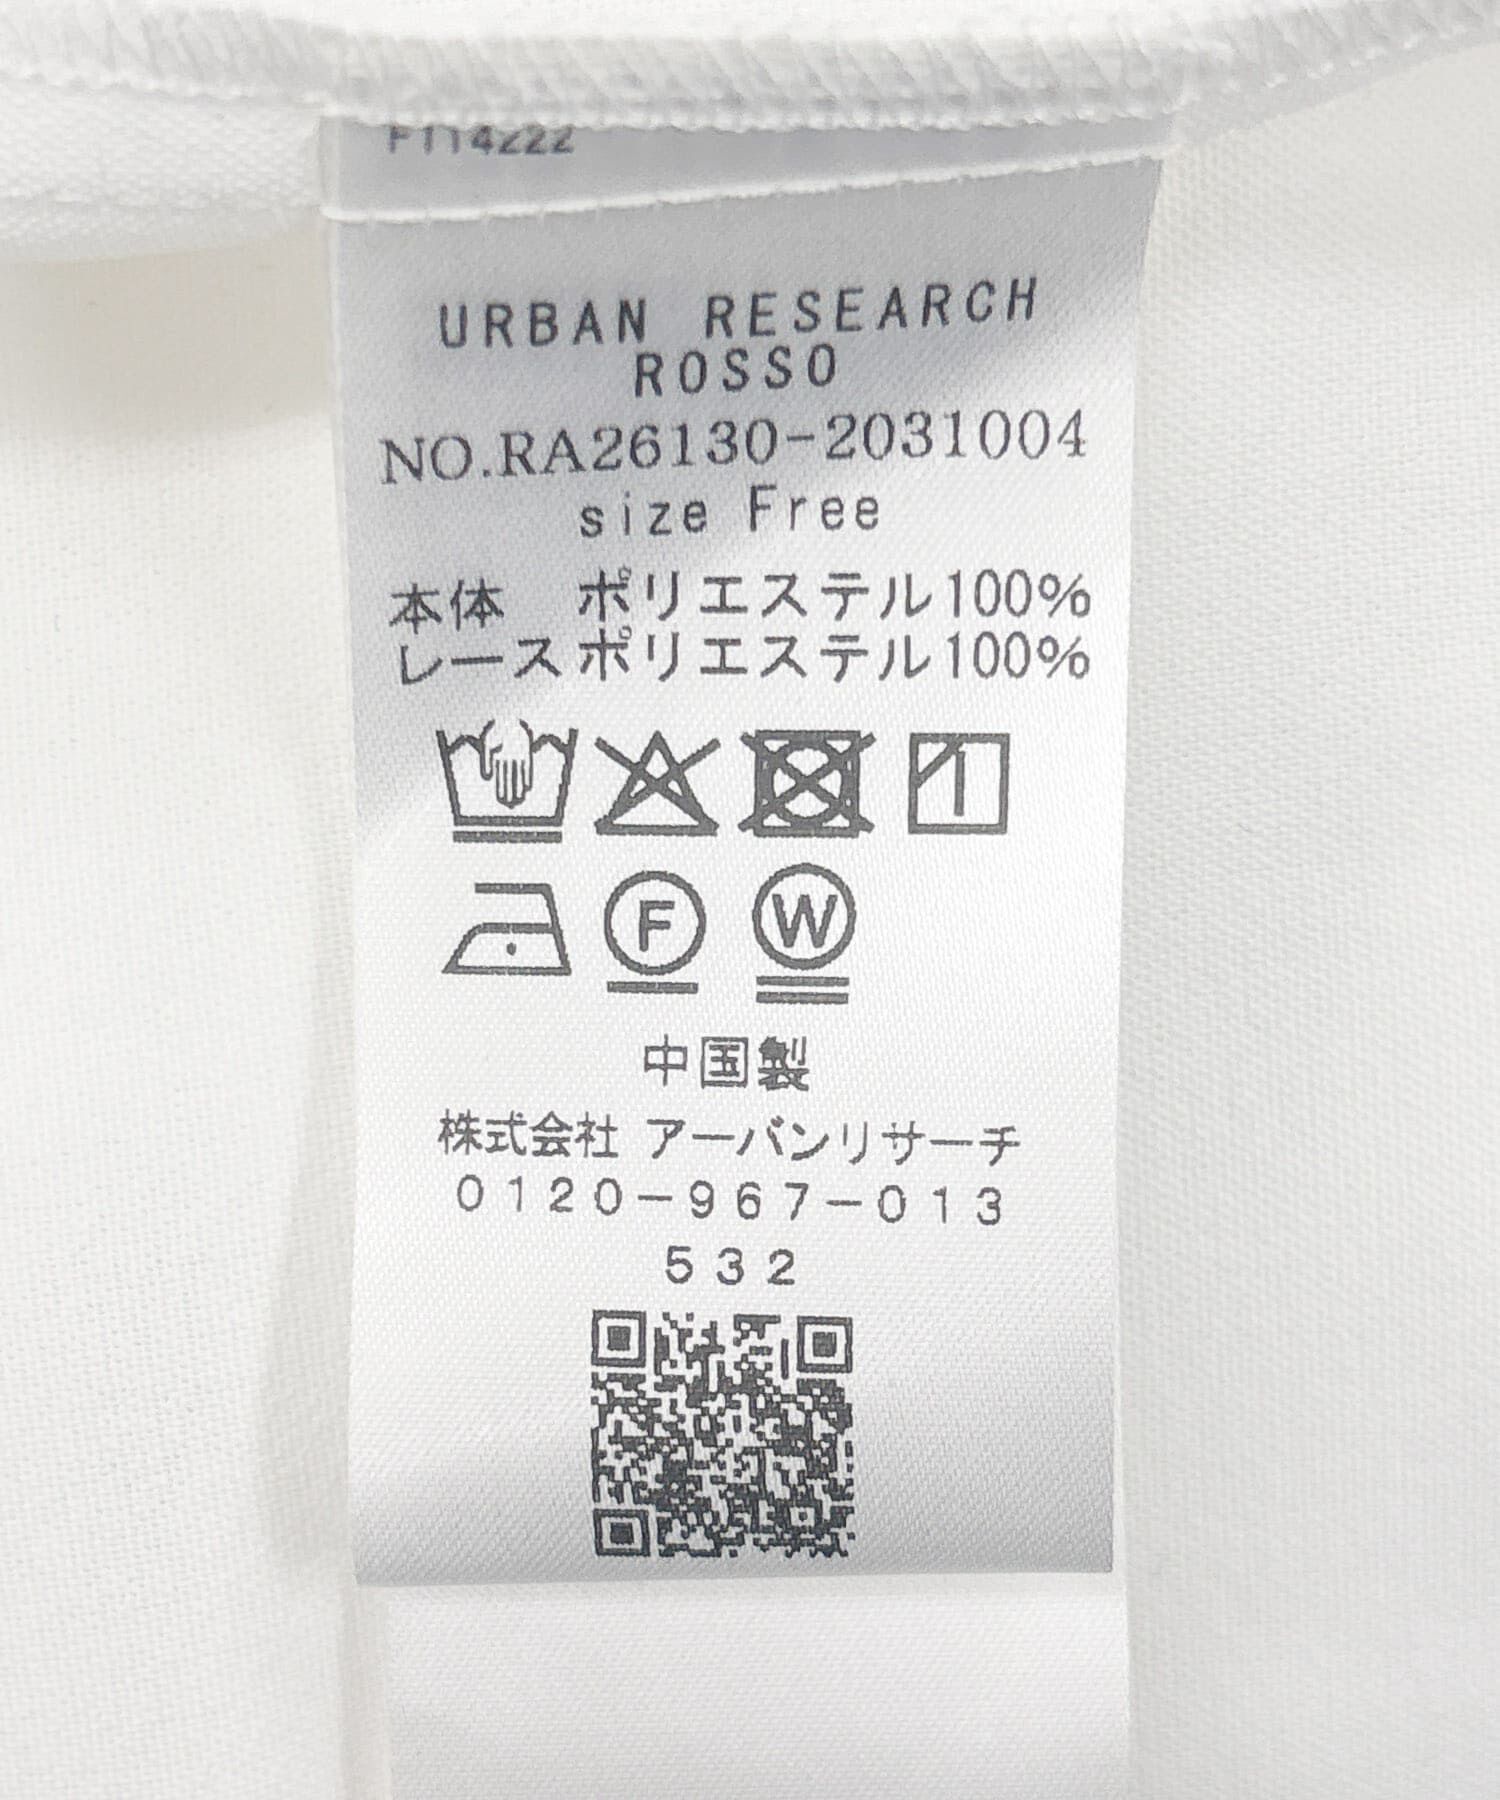 F114222
URBAN RESEARCH
ROSSO
NO.RA26130-2031004
size Free
本体　ポリエステル100%
レースポリエステル100%
F W
中国製
株式会社 アーバンリサーチ
0120-967-013
532